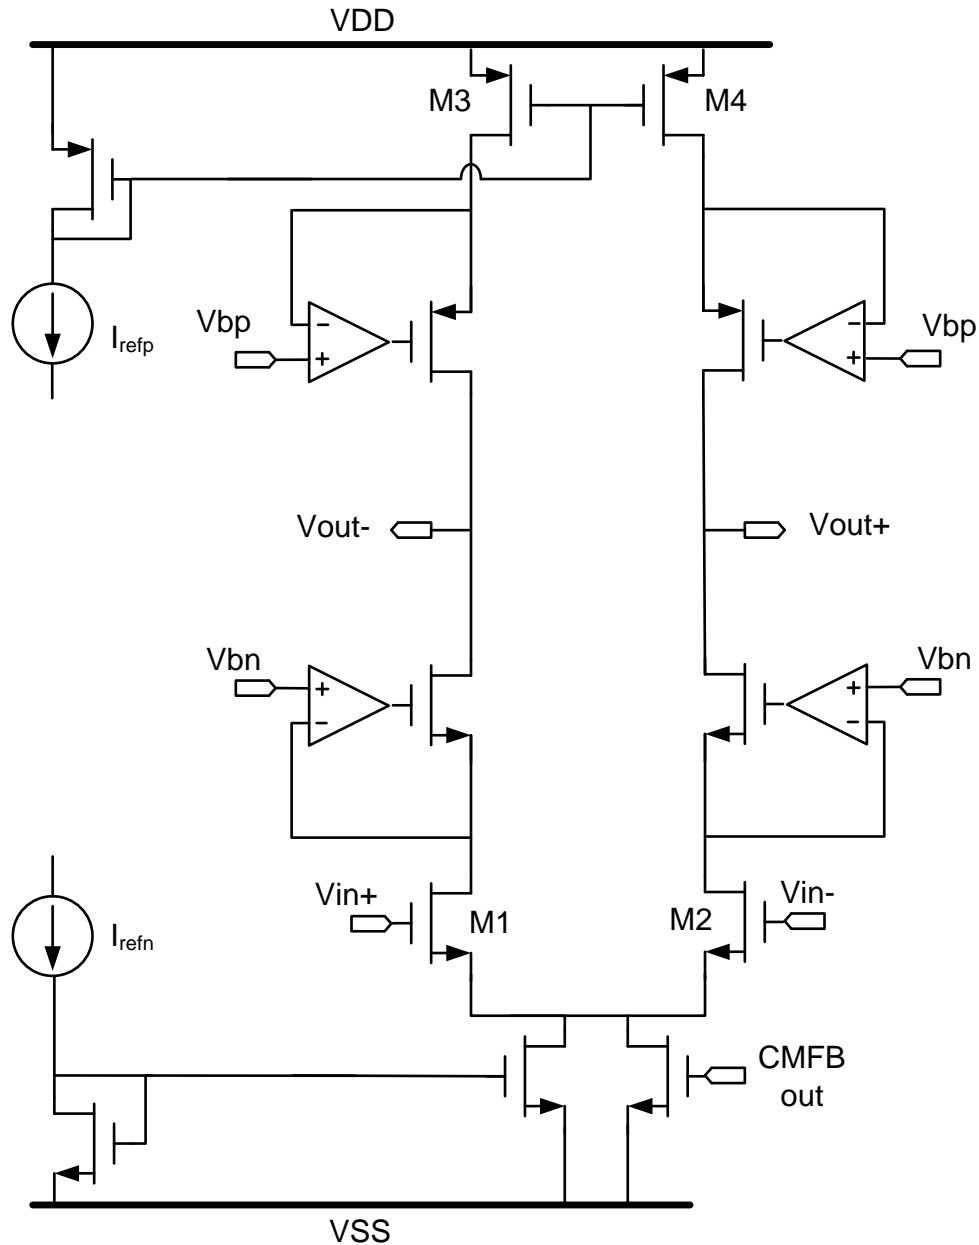 VDD
M3
M4
Vbp
-
+
Irefp
-
+
Vbp
Vout-
Vout+
Vbn
+
-
+
-
Vbn
Vin+
M1
M2
Vin-
Irefn
CMFB
out
VSS